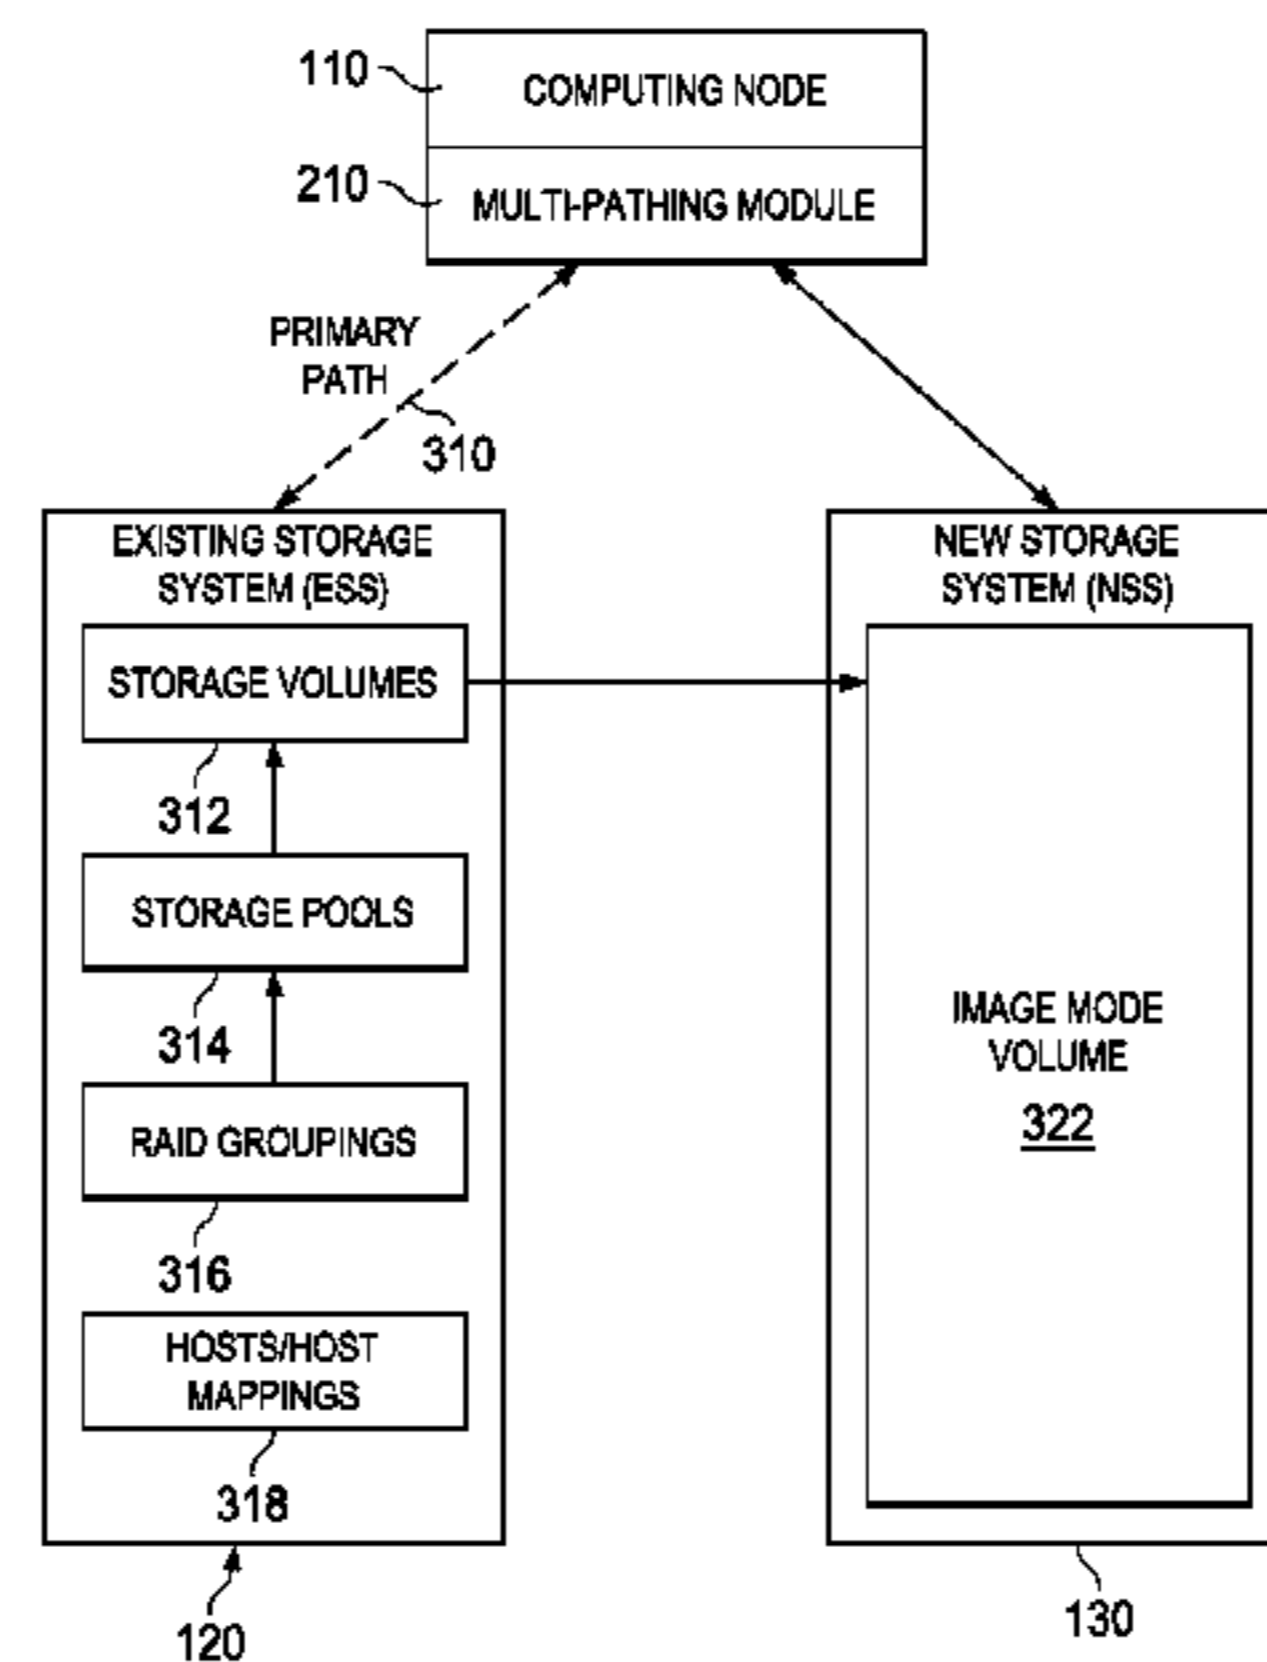 110
COMPUTING NODE
210
MULTI-PATHING MODULE
PRIMARY
PATH
310
EXISTING STORAGE
SYSTEM (ESS)
STORAGE VOLUMES
312
STORAGE POOLS
314
RAID GROUPINGS
316
HOSTS/HOST
MAPPINGS
318
120
NEW STORAGE
SYSTEM (NSS)
IMAGE MODE
VOLUME
322
130